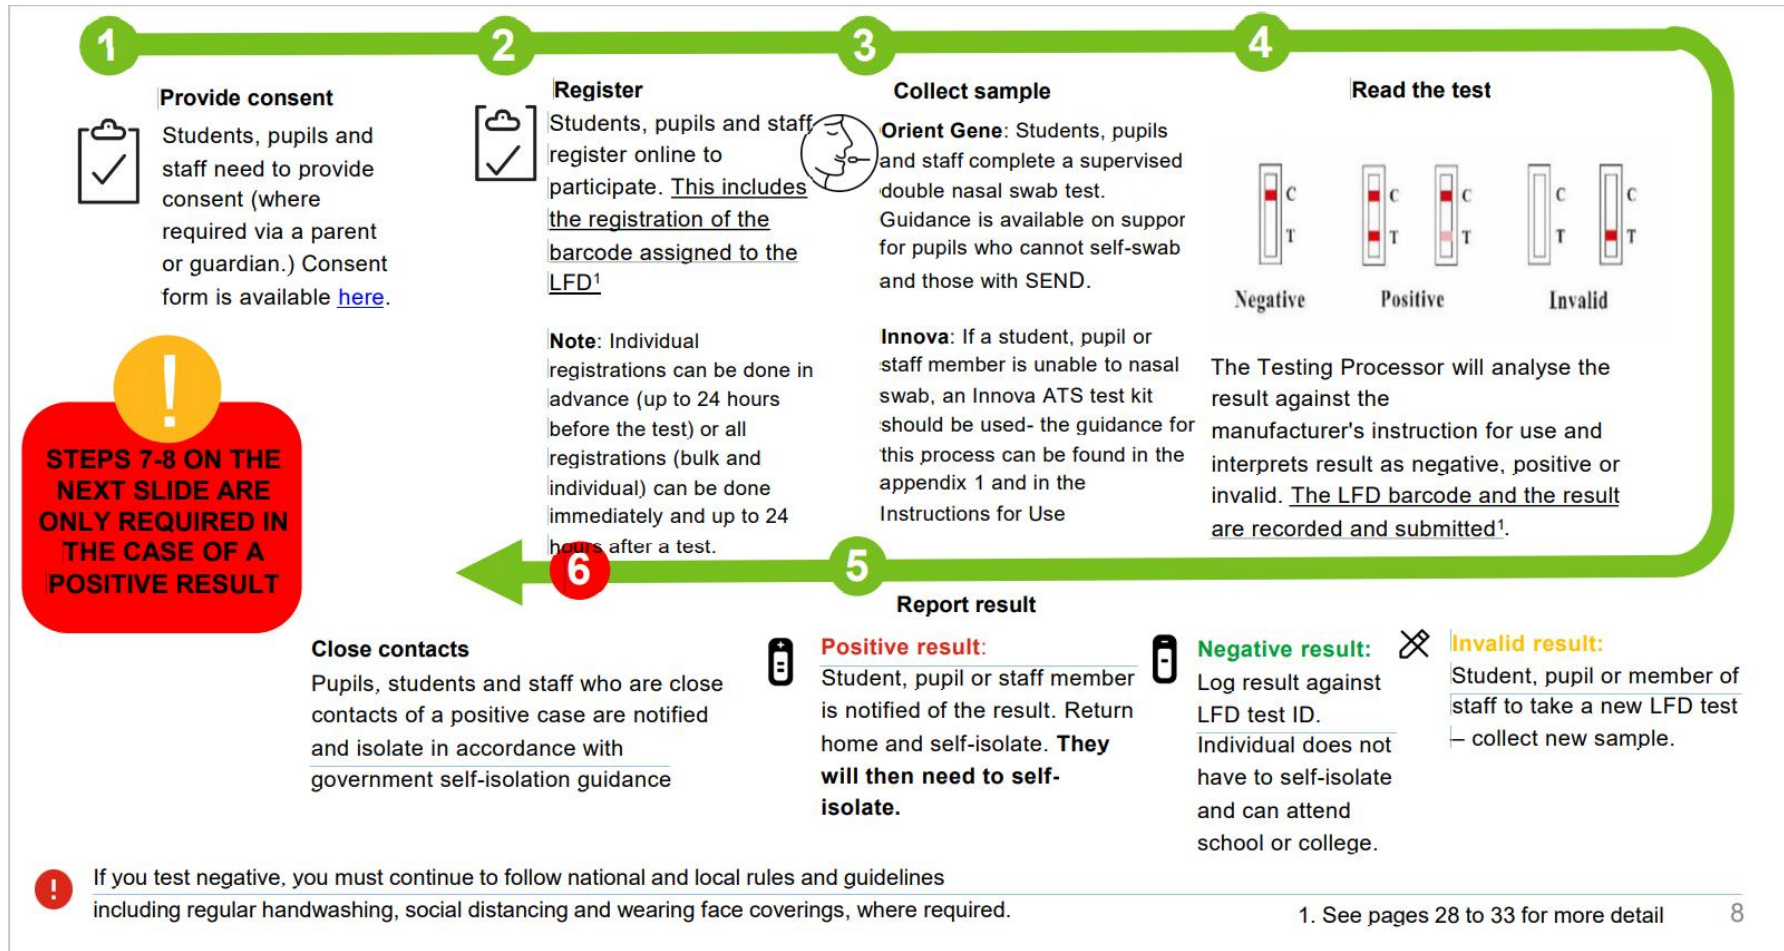 1
2
3
4
Provide consent
Students, pupils and
staff need to provide
consent (where
required via a parent
or guardian.) Consent
form is available here.
Register
Students, pupils and staff
register online to
participate. This includes
the registration of the
barcode assigned to the
LFD1
Note: Individual
registrations can be done in
advance (up to 24 hours
before the test) or all
registrations (bulk and
individual) can be done
immediately and up to 24
hours after a test.
Collect sample
Orient Gene: Students, pupils
and staff complete a supervised
double nasal swab test.
Guidance is available on suppor
for pupils who cannot self-swab
and those with SEND.
Innova: If a student, pupil or
staff member is unable to nasal
swab, an Innova ATS test kit
should be used- the guidance for
this process can be found in the
appendix 1 and in the
Instructions for Use
Read the test
C C C C C
T T T T T
Negative Positive Invalid
The Testing Processor will analyse the
result against the
manufacturer's instruction for use and
interprets result as negative, positive or
invalid. The LFD barcode and the result
are recorded and submitted1.
!
STEPS 7-8 ON THE
NEXT SLIDE ARE
ONLY REQUIRED IN
THE CASE OF A
POSITIVE RESULT
5
Report result
Positive result:
Student, pupil or staff member
is notified of the result. Return
home and self-isolate. They
will then need to self-
isolate.
Negative result:
Log result against
LFD test ID.
Individual does not
have to self-isolate
and can attend
school or college.
Invalid result:
Student, pupil or member of
staff to take a new LFD test
– collect new sample.
6
Close contacts
Pupils, students and staff who are close
contacts of a positive case are notified
and isolate in accordance with
government self-isolation guidance
!
If you test negative, you must continue to follow national and local rules and guidelines
including regular handwashing, social distancing and wearing face coverings, where required.
1. See pages 28 to 33 for more detail
8